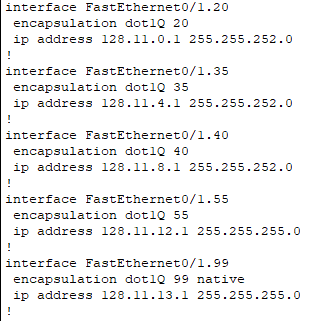 interface FastEthernet0/1.20
 encapsulation dot1Q 20
 ip address 128.11.0.1 255.255.252.0
!
interface FastEthernet0/1.35
 encapsulation dot1Q 35
 ip address 128.11.4.1 255.255.252.0
!
interface FastEthernet0/1.40
 encapsulation dot1Q 40
 ip address 128.11.8.1 255.255.252.0
!
interface FastEthernet0/1.55
 encapsulation dot1Q 55
 ip address 128.11.12.1 255.255.255.0
!
interface FastEthernet0/1.99
 encapsulation dot1Q 99 native
 ip address 128.11.13.1 255.255.255.0
!